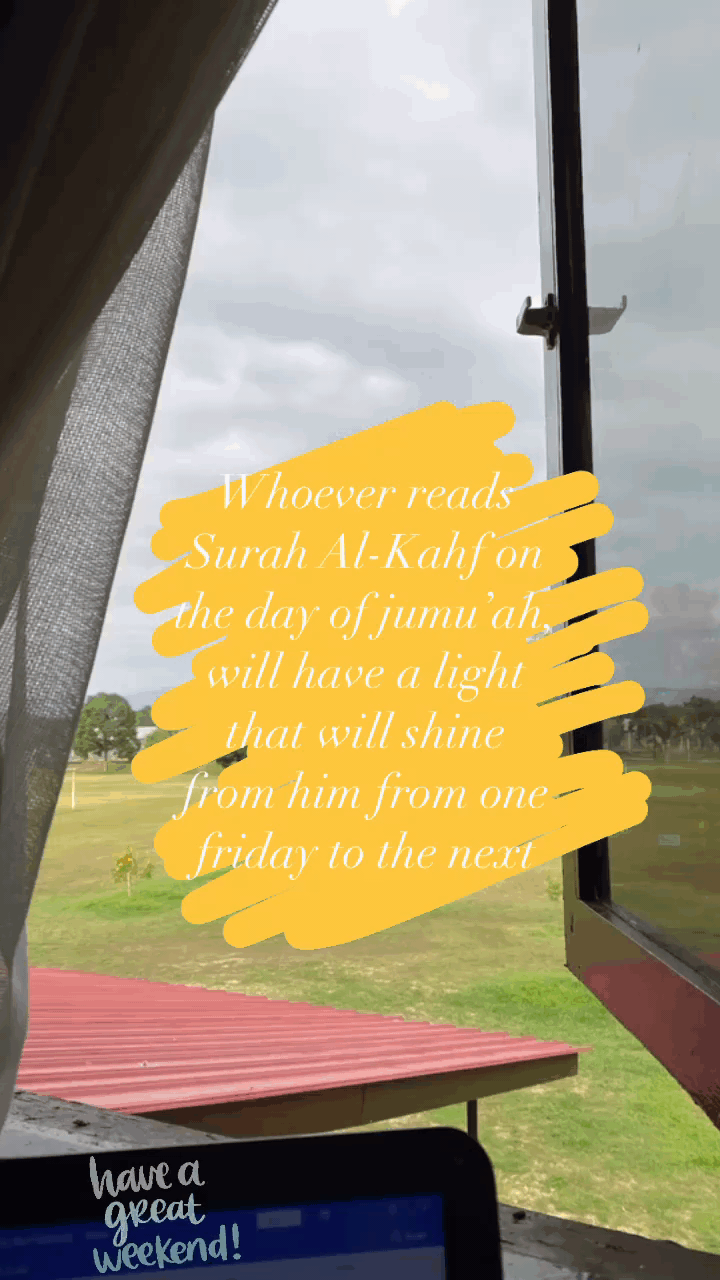 Whoever reads
Surah Al-Kahf on
the day of jumu'ah,
will have a light
that will shine
from him from one
friday to the next
have a
great
weekend!